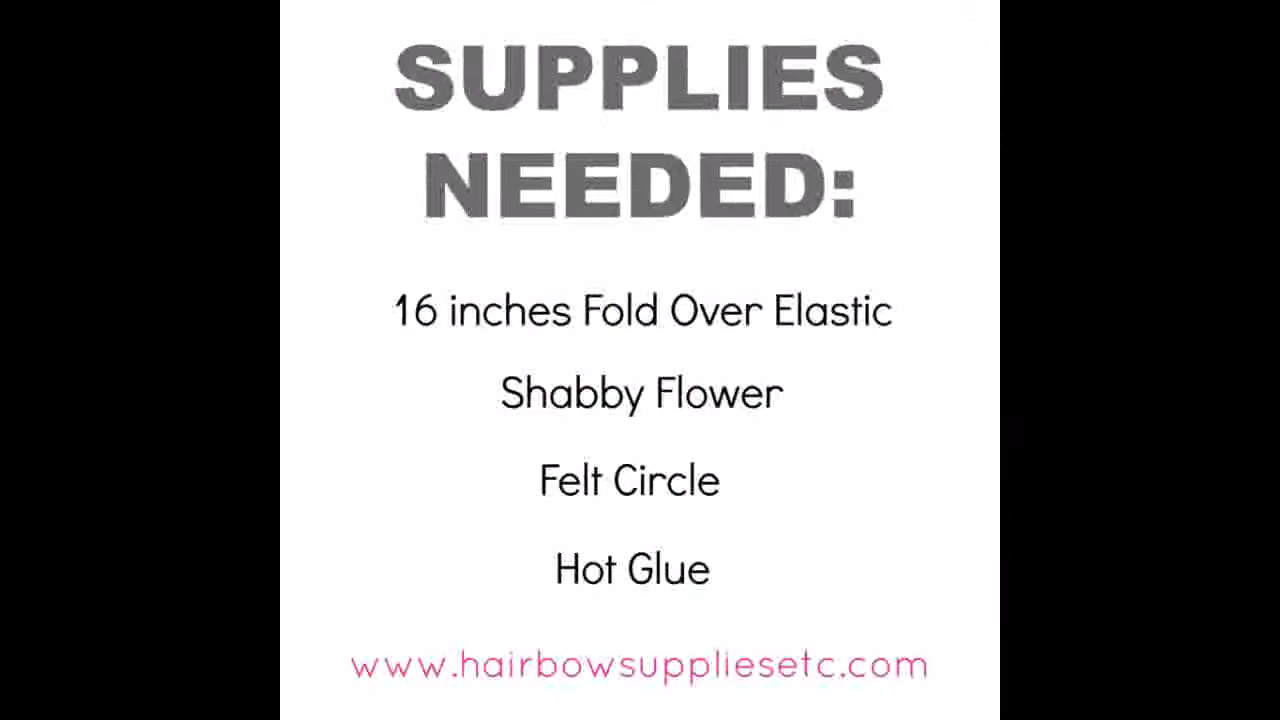 SUPPLIES
NEEDED:
16 inches Fold Over Elastic
Shabby Flower
Felt Circle
Hot Glue
www.hairbowsuppliesetc.com